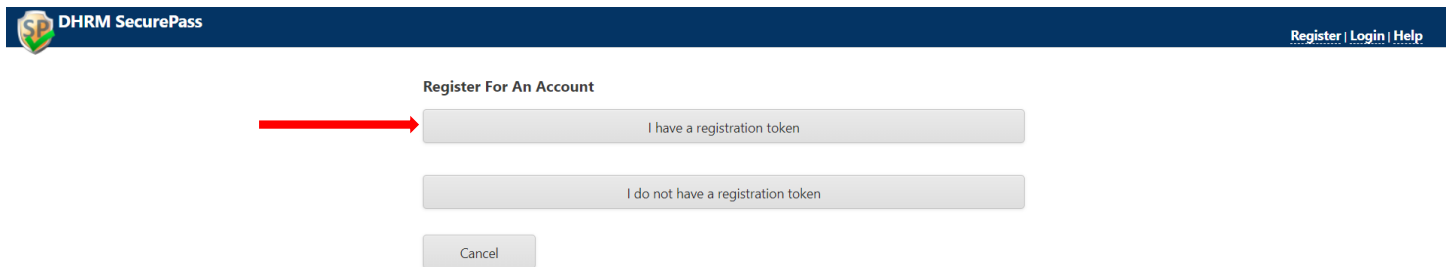 SP DHRM SecurePass
Register | Login | Help
Register For An Account
I have a registration token
I do not have a registration token
Cancel